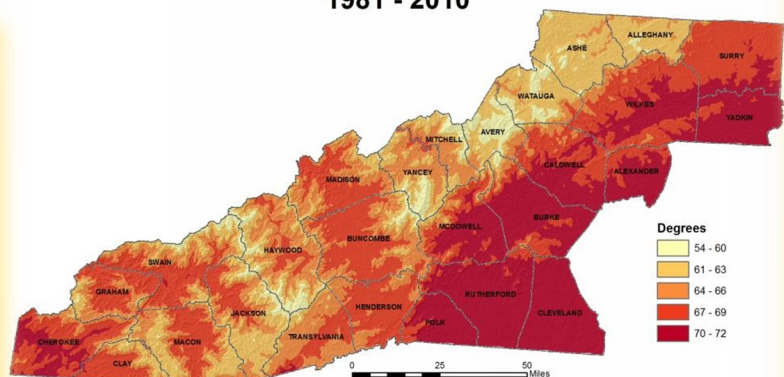 1981 - 2010
ASHE
ALLEGHANY
SURRY
WATAUGA
WILKES
YADKIN
AVERY
MITCHELL
YANCEY
CALDWELL
ALEXANDER
MADISON
MCDOWELL
BURKE
BUNCOMBE
HAYWOOD
SWAIN
GRAHAM
JACKSON
HENDERSON
RUTHERFORD
CLEVELAND
POLK
TRANSYLVANIA
CHEROKEE
MACON
CLAY
Degrees
54 - 60
61 - 63
64 - 66
67 - 69
70 - 72
0 25 50
Miles